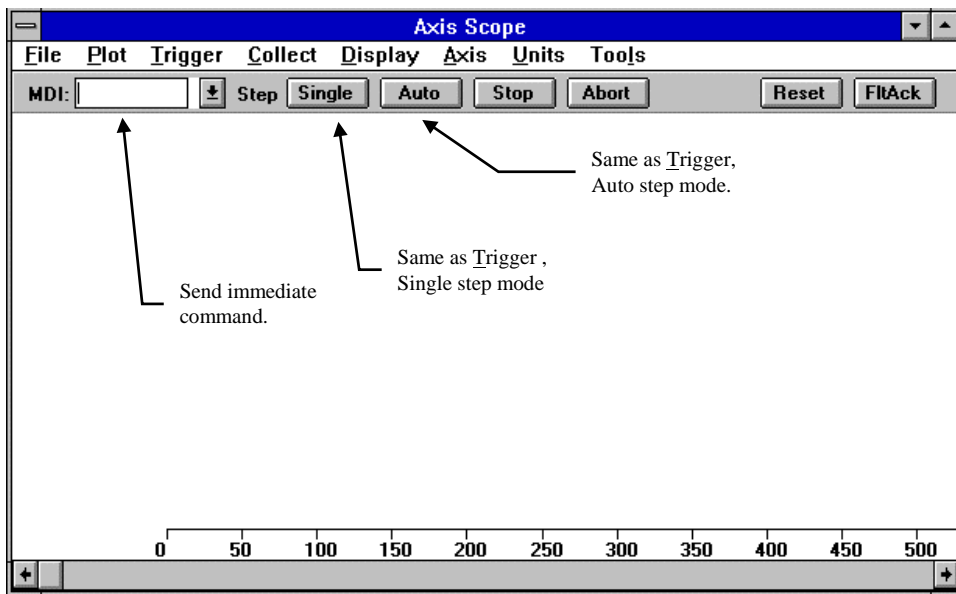 Axis Scope
File Plot Trigger Collect Display Axis Units Tools
MDI: Step Single Auto Stop Abort Reset FltAck
Same as Trigger,
Auto step mode.
Same as Trigger ,
Single step mode
Send immediate
command.
0 50 100 150 200 250 300 350 400 450 500